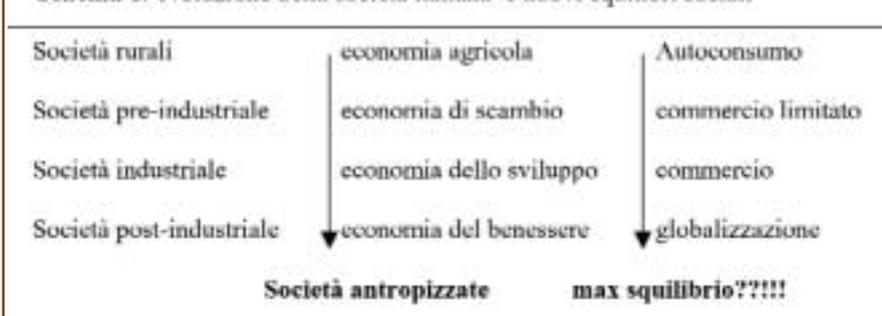 Società rurali economia agricola Autoconsumo
Società pre-industriale economia di scambio commercio limitato
Società industriale economia dello sviluppo commercio
Società post-industriale economia del benessere globalizzazione
Società antropizzate max squilibrio??!!!